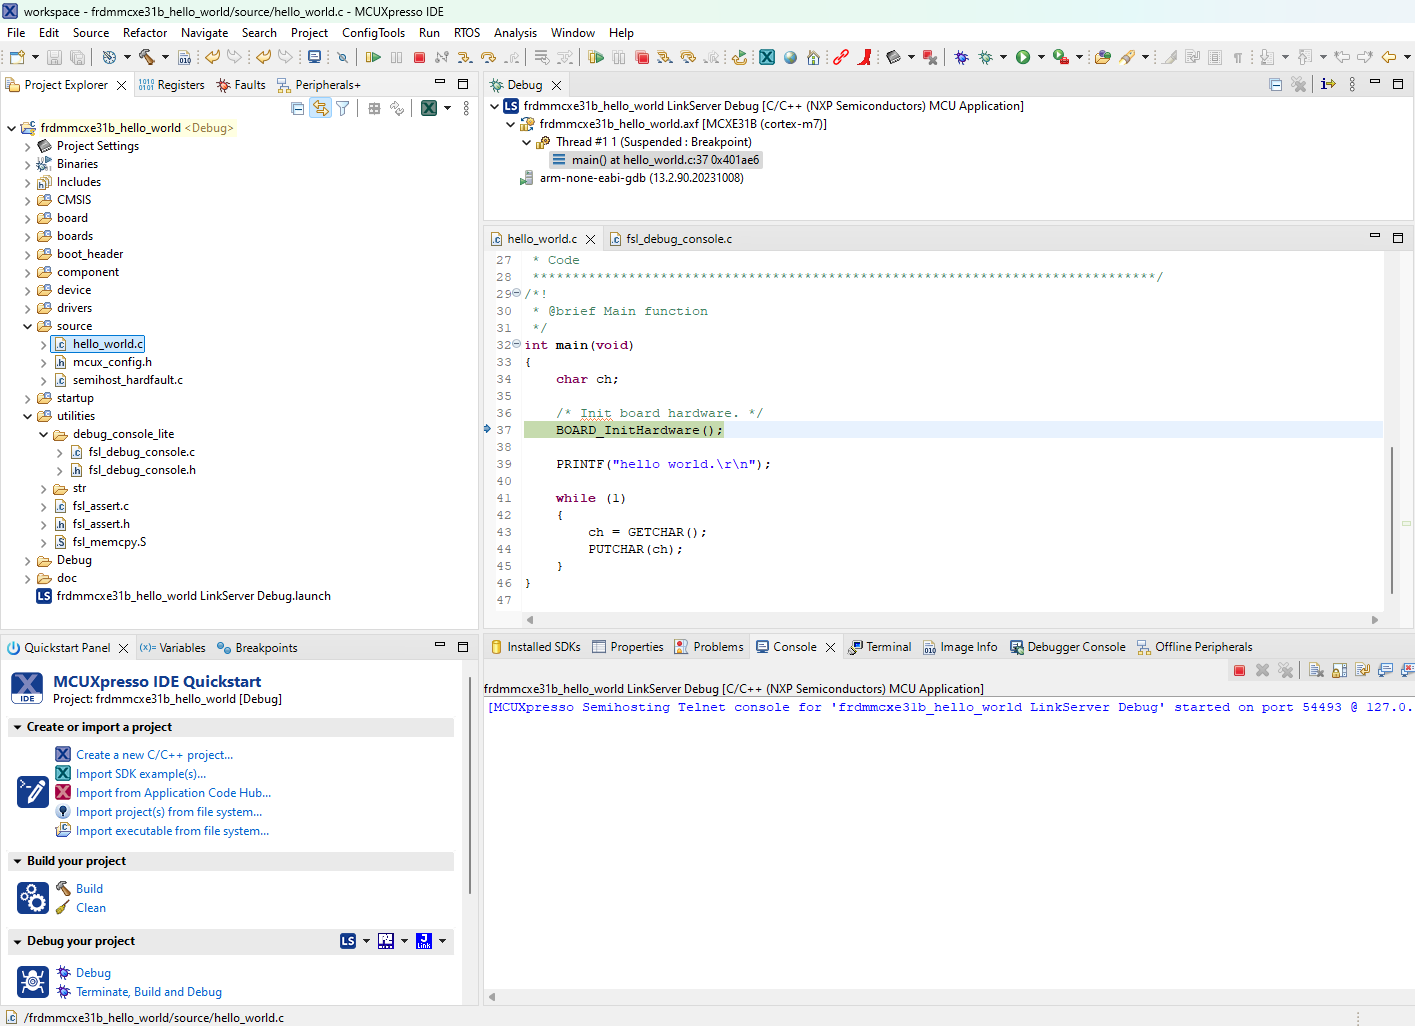 workspace - frdmmcxe31b_hello_world/source/hello_world.c - MCUXpresso IDE
File Edit Source Refactor Navigate Search Project ConfigTools Run RTOS Analysis Window Help
Project Explorer Registers Faults Peripherals+
frdmmcxe31b_hello_world <Debug>
Project Settings
Binaries
Includes
CMSIS
board
boards
boot_header
component
device
drivers
source
hello_world.c
mcux_config.h
semihost_hardfault.c
startup
utilities
debug_console_lite
fsl_debug_console.c
fsl_debug_console.h
str
fsl_assert.c
fsl_assert.h
fsl_memcpy.S
Debug
doc
frdmmcxe31b_hello_world LinkServer Debug.launch
Debug
frdmmcxe31b_hello_world LinkServer Debug [C/C++ (NXP Semiconductors) MCU Application]
frdmmcxe31b_hello_world.axf [MCXE31B (cortex-m7)]
Thread #1 1 (Suspended : Breakpoint)
main() at hello_world.c:37 0x401ae6
arm-none-eabi-gdb (13.2.90.20231008)
hello_world.c fsl_debug_console.c
27 * Code
28 ******************************************************************************/
29 /*!
30 * @brief Main function
31 */
32 int main(void)
33 {
34 char ch;
35
36 /* Init board hardware. */
37 BOARD_InitHardware();
38
39 PRINTF("hello world.\r\n");
40
41 while (1)
42 {
43 ch = GETCHAR();
44 PUTCHAR(ch);
45 }
46 }
47
Quickstart Panel (x)= Variables Breakpoints
IDE
MCUXpresso IDE Quickstart
Project: frdmmcxe31b_hello_world [Debug]
Create or import a project
Create a new C/C++ project...
Import SDK example(s)...
Import from Application Code Hub...
Import project(s) from file system...
Import executable from file system...
Build your project
Build
Clean
Debug your project LS
Debug
Terminate, Build and Debug
Installed SDKs Properties Problems Console Terminal Image Info Debugger Console Offline Peripherals
frdmmcxe31b_hello_world LinkServer Debug [C/C++ (NXP Semiconductors) MCU Application]
[MCUXpresso Semihosting Telnet console for 'frdmmcxe31b_hello_world LinkServer Debug' started on port 54493 @ 127.0.
/frdmmcxe31b_hello_world/source/hello_world.c